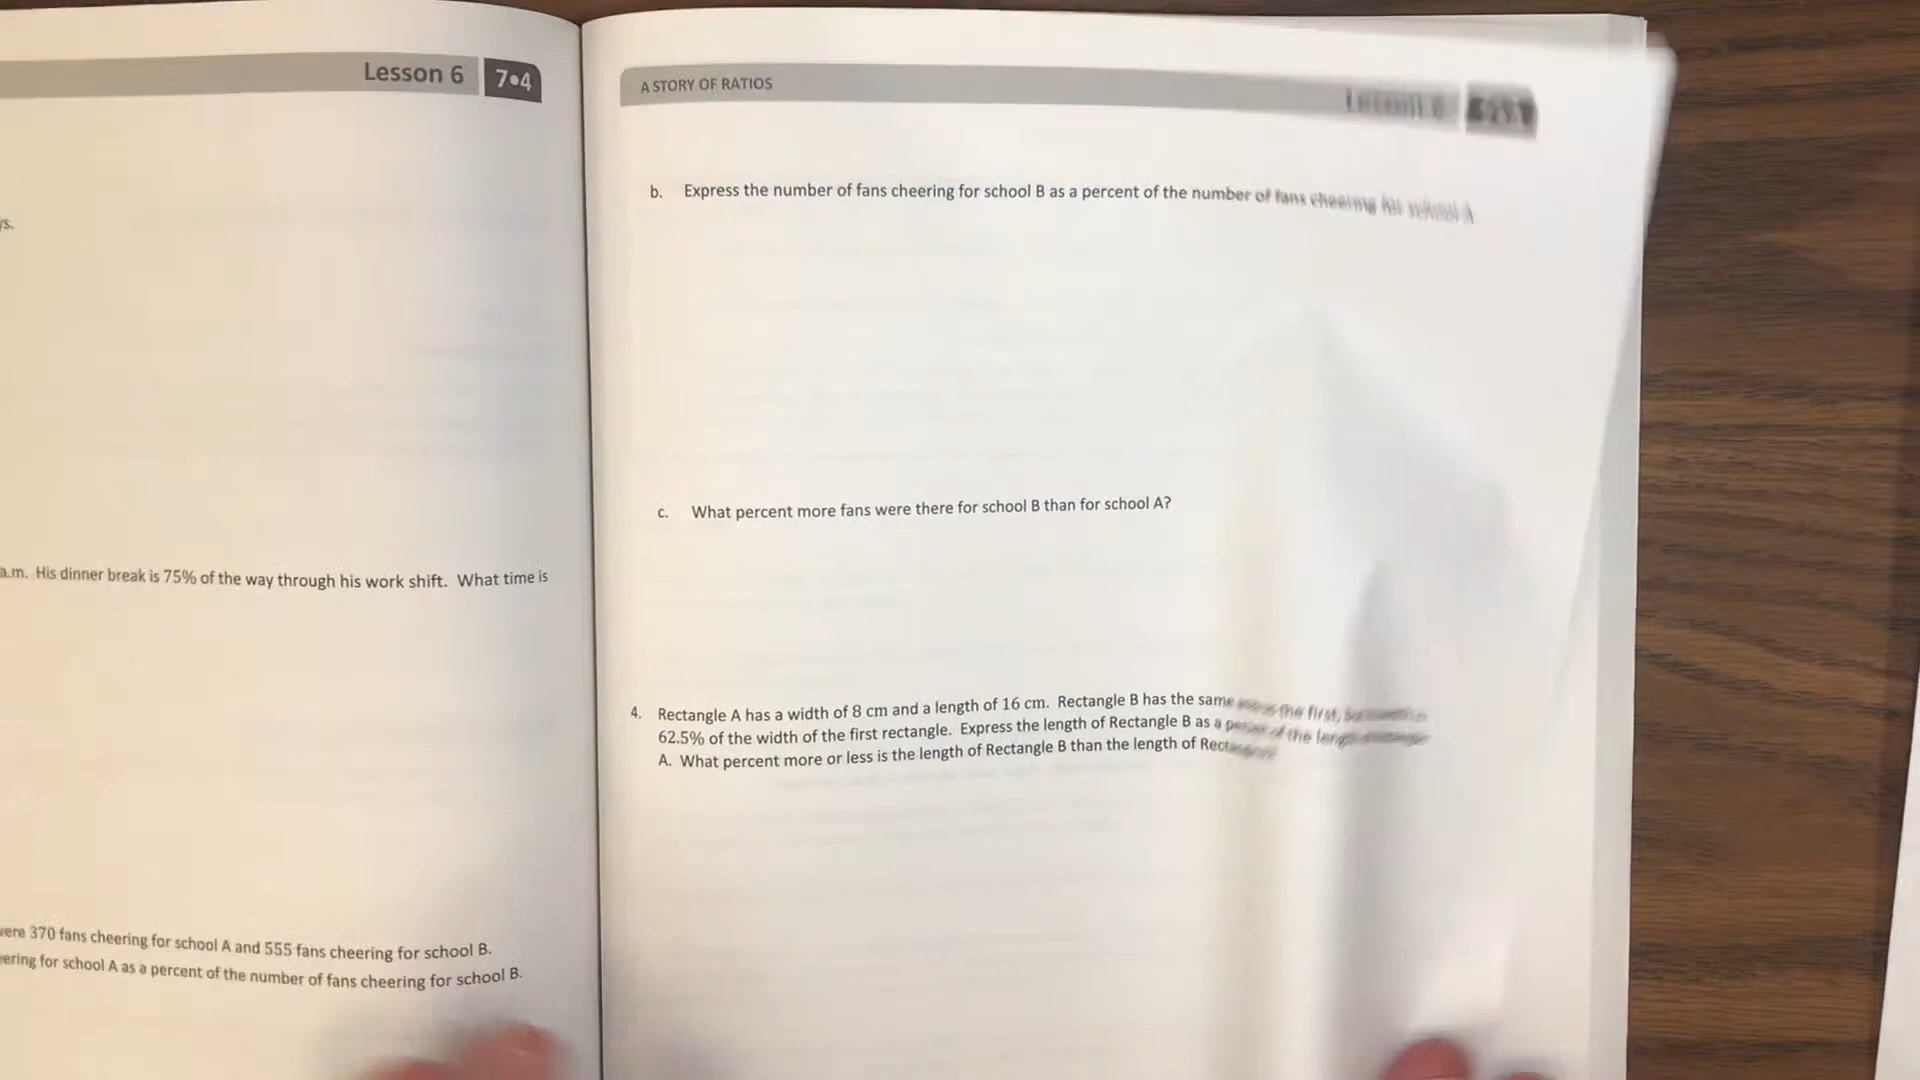 Lesson 6 7•4
a.m. His dinner break is 75% of the way through his work shift. What time is
370 fans cheering for school A and 555 fans cheering for school B.
for school A as a percent of the number of fans cheering for school B.
A STORY OF RATIOS
b. Express the number of fans cheering for school B as a percent of the number of fans cheering
c. What percent more fans were there for school B than for school A?
4. Rectangle A has a width of 8 cm and a length of 16 cm. Rectangle B has the same the first,
62.5% of the width of the first rectangle. Express the length of Rectangle B as a of the
A. What percent more or less is the length of Rectangle B than the length of